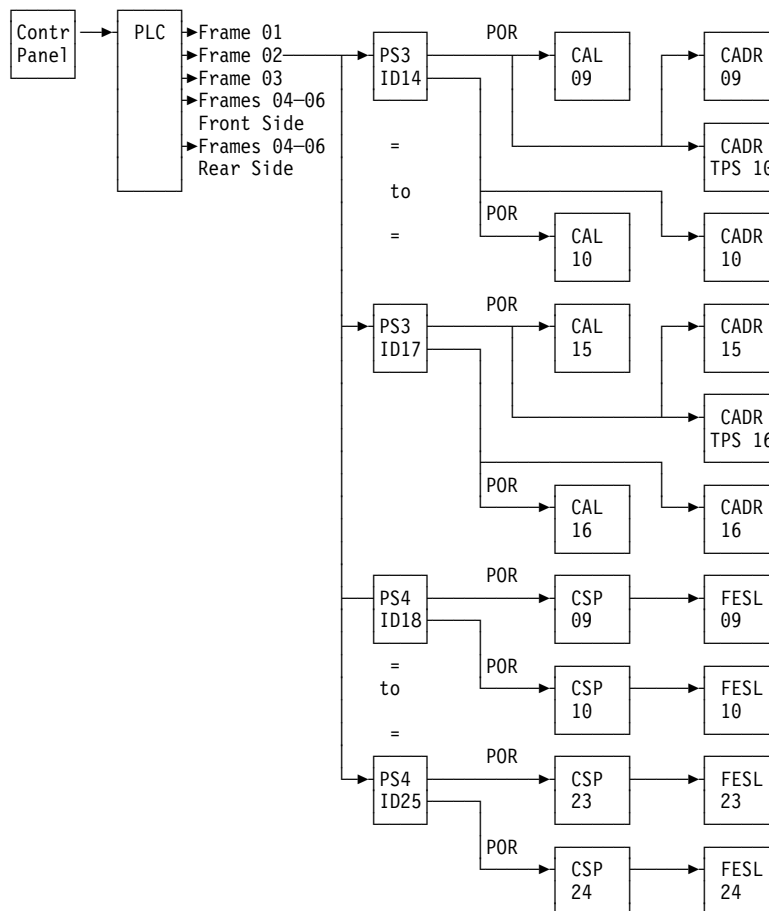 Contr
Panel
PLC
Frame 01
Frame 02
Frame 03
Frames 04–06
Front Side
Frames 04–06
Rear Side
PS3
ID14
POR
CAL
09
CADR
09
CADR
TPS 10
=
to
=
POR
CAL
10
CADR
10
PS3
ID17
POR
CAL
15
CADR
15
CADR
TPS 16
POR
CAL
16
CADR
16
PS4
ID18
POR
CSP
09
FESL
09
=
to
=
POR
CSP
10
FESL
10
PS4
ID25
POR
CSP
23
FESL
23
POR
CSP
24
FESL
24